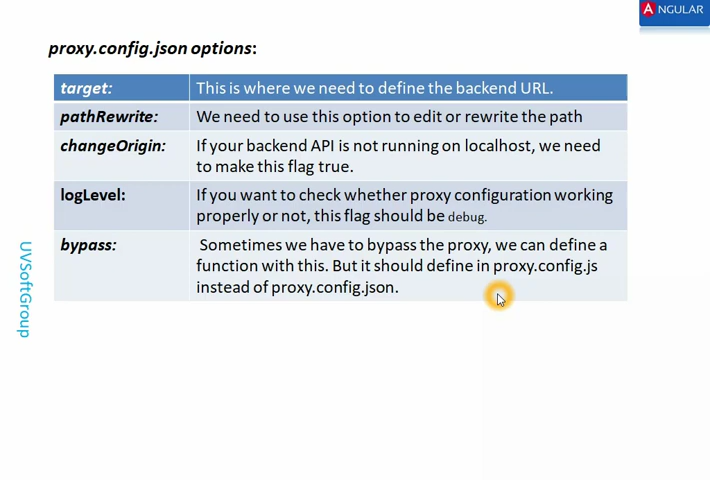 A NGULAR
proxy.config.json options:
target: This is where we need to define the backend URL.
pathRewrite: We need to use this option to edit or rewrite the path
changeOrigin: If your backend API is not running on localhost, we need
to make this flag true.
logLevel: If you want to check whether proxy configuration working
properly or not, this flag should be debug.
bypass: Sometimes we have to bypass the proxy, we can define a
function with this. But it should define in proxy.config.js
instead of proxy.config.json.
UVSoftGroup